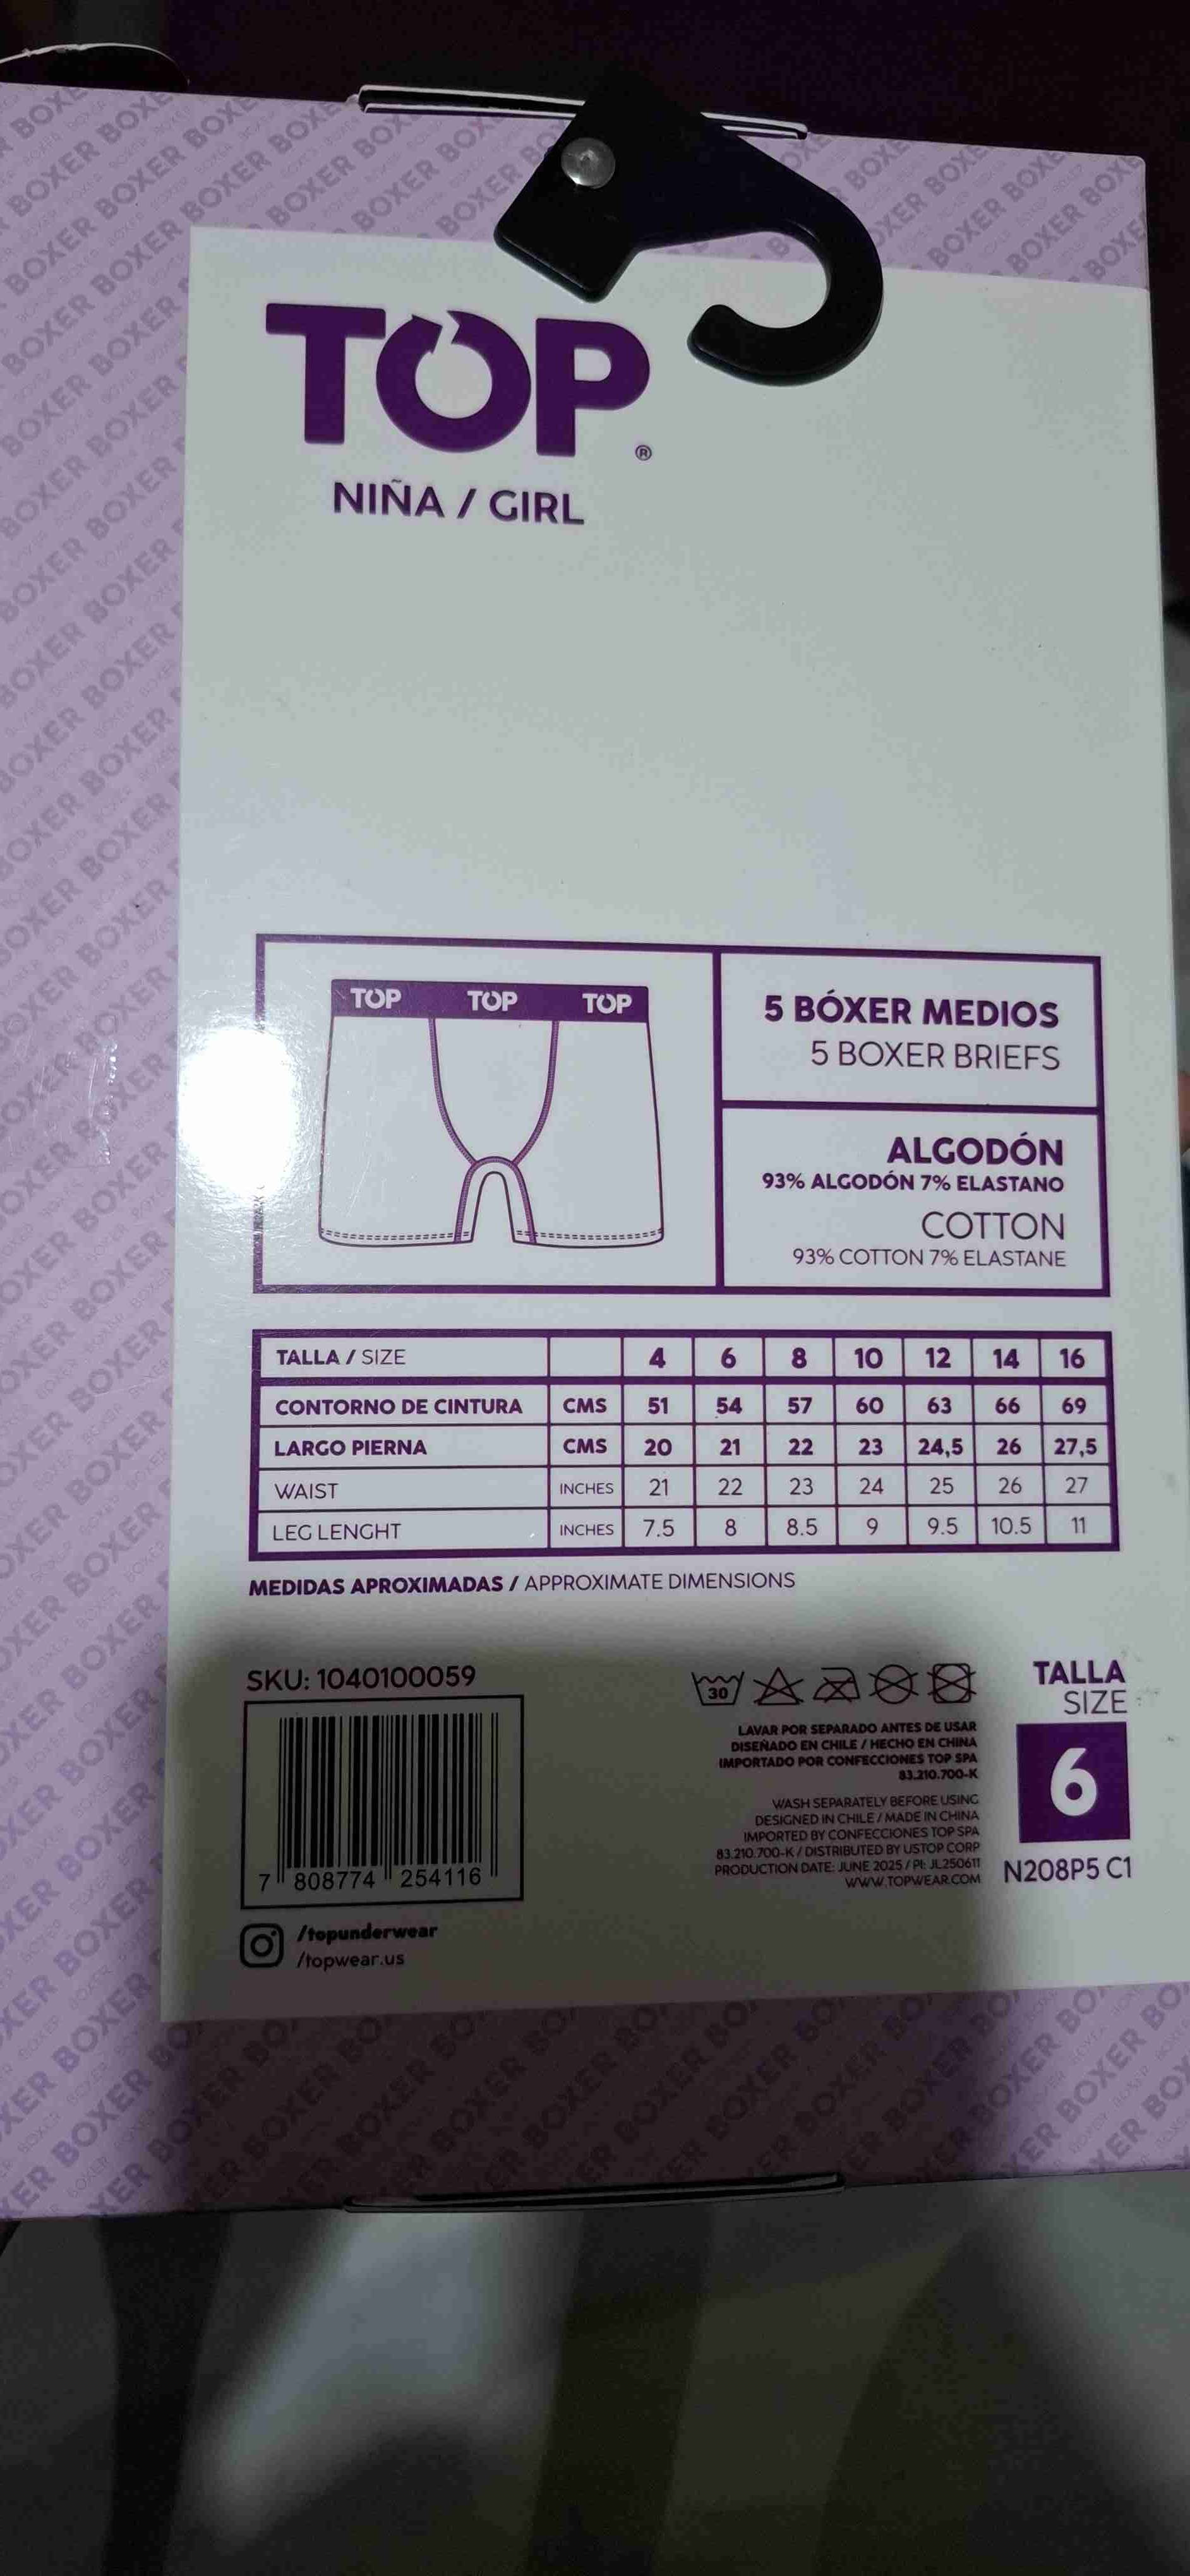 TOP®
NIÑA / GIRL
TOP TOP TOP
5 BÓXER MEDIOS
5 BOXER BRIEFS
ALGODÓN
93% ALGODÓN 7% ELASTANO
COTTON
93% COTTON 7% ELASTANE
TALLA / SIZE 4 6 8 10 12 14 16
CONTORNO DE CINTURA CMS 51 54 57 60 63 66 69
LARGO PIERNA CMS 20 21 22 23 24,5 26 27,5
WAIST INCHES 21 22 23 24 25 26 27
LEG LENGHT INCHES 7.5 8 8.5 9 9.5 10.5 11
MEDIDAS APROXIMADAS / APPROXIMATE DIMENSIONS
SKU: 1040100059
7 808774 254116
/topunderwear
/topwear.us
30
LAVAR POR SEPARADO ANTES DE USAR
DISEÑADO EN CHILE / HECHO EN CHINA
IMPORTADO POR CONFECCIONES TOP SPA
83.210.700-K
WASH SEPARATELY BEFORE USING
DESIGNED IN CHILE / MADE IN CHINA
IMPORTED BY CONFECCIONES TOP SPA
83.210.700-K / DISTRIBUTED BY USTOP CORP
PRODUCTION DATE: JUNE 2025 / PI: JL250611
WWW.TOPWEAR.COM
TALLA
SIZE
6
N208P5 C1
BOXER BOXER BOXER BOXER